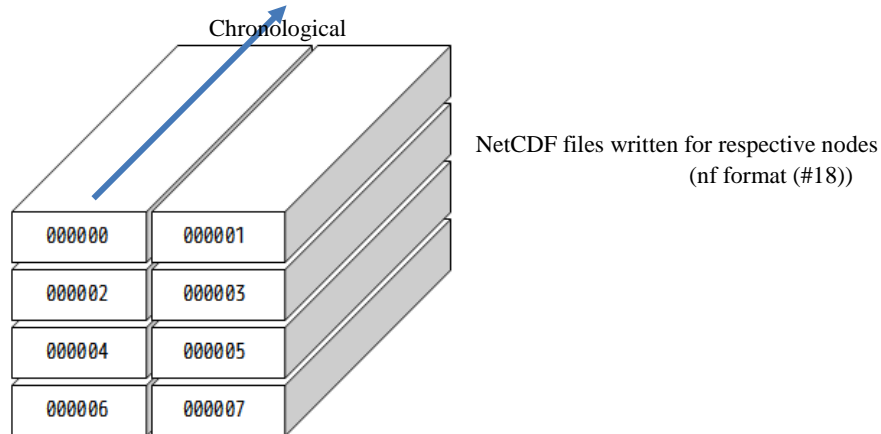 Chronological
NetCDF files written for respective nodes
(nf format (#18))
000000 000001
000002 000003
000004 000005
000006 000007